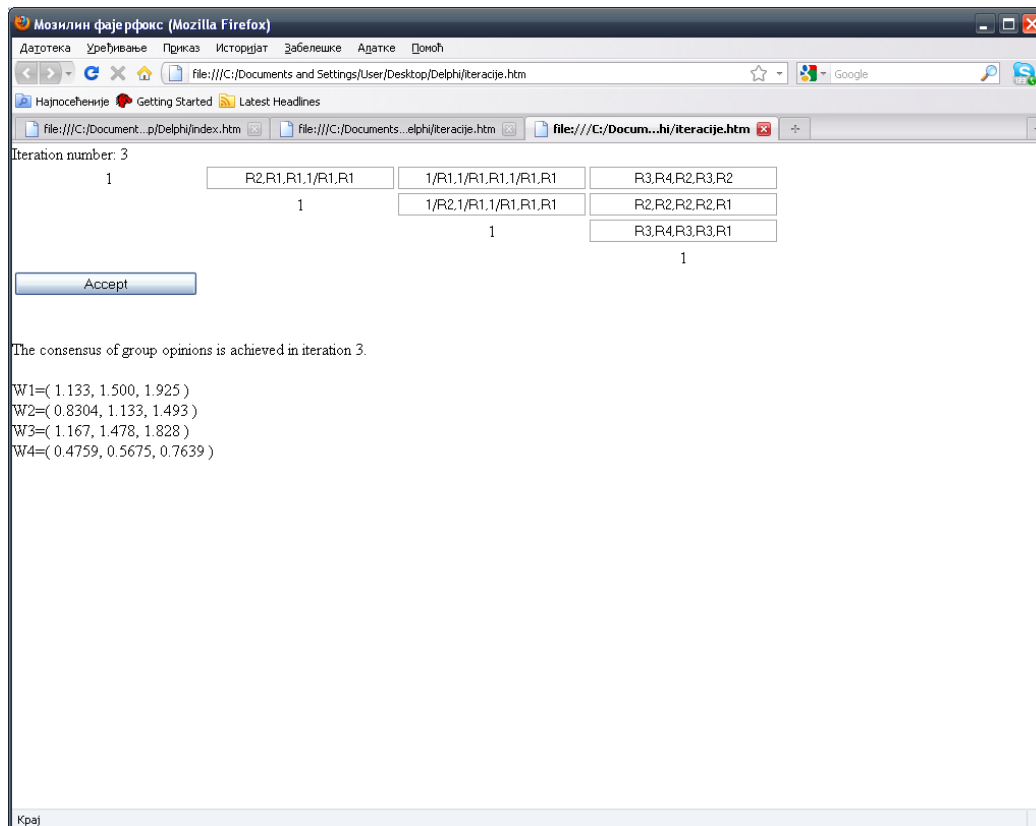 Мозилин фајерфокс (Mozilla Firefox)
Датотека Уређивање Приказ Историјат Забелешке Алатке Помоћ
file:///C:/Documents and Settings/User/Desktop/Delphi/iteracije.htm Google
Најпосећеније Getting Started Latest Headlines
file:///C:/Document...p/Delphi/index.htm file:///C:/Documents...elphi/iteracije.htm file:///C:/Docum...hi/iteracije.htm
Iteration number: 3
1 R2,R1,R1,1/R1,R1 1/R1,1/R1,R1,1/R1,R1 R3,R4,R2,R3,R2
1 1/R2,1/R1,1/R1,R1,R1 R2,R2,R2,R2,R1
1 R3,R4,R3,R3,R1
1
Accept
The consensus of group opinions is achieved in iteration 3.
W1=( 1.133, 1.500, 1.925 )
W2=( 0.8304, 1.133, 1.493 )
W3=( 1.167, 1.478, 1.828 )
W4=( 0.4759, 0.5675, 0.7639 )
Крај